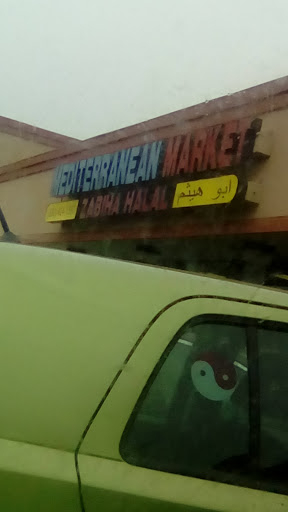 MEDITERRANEAN MARKET
ZABIHA HALAL
ابو هيثم